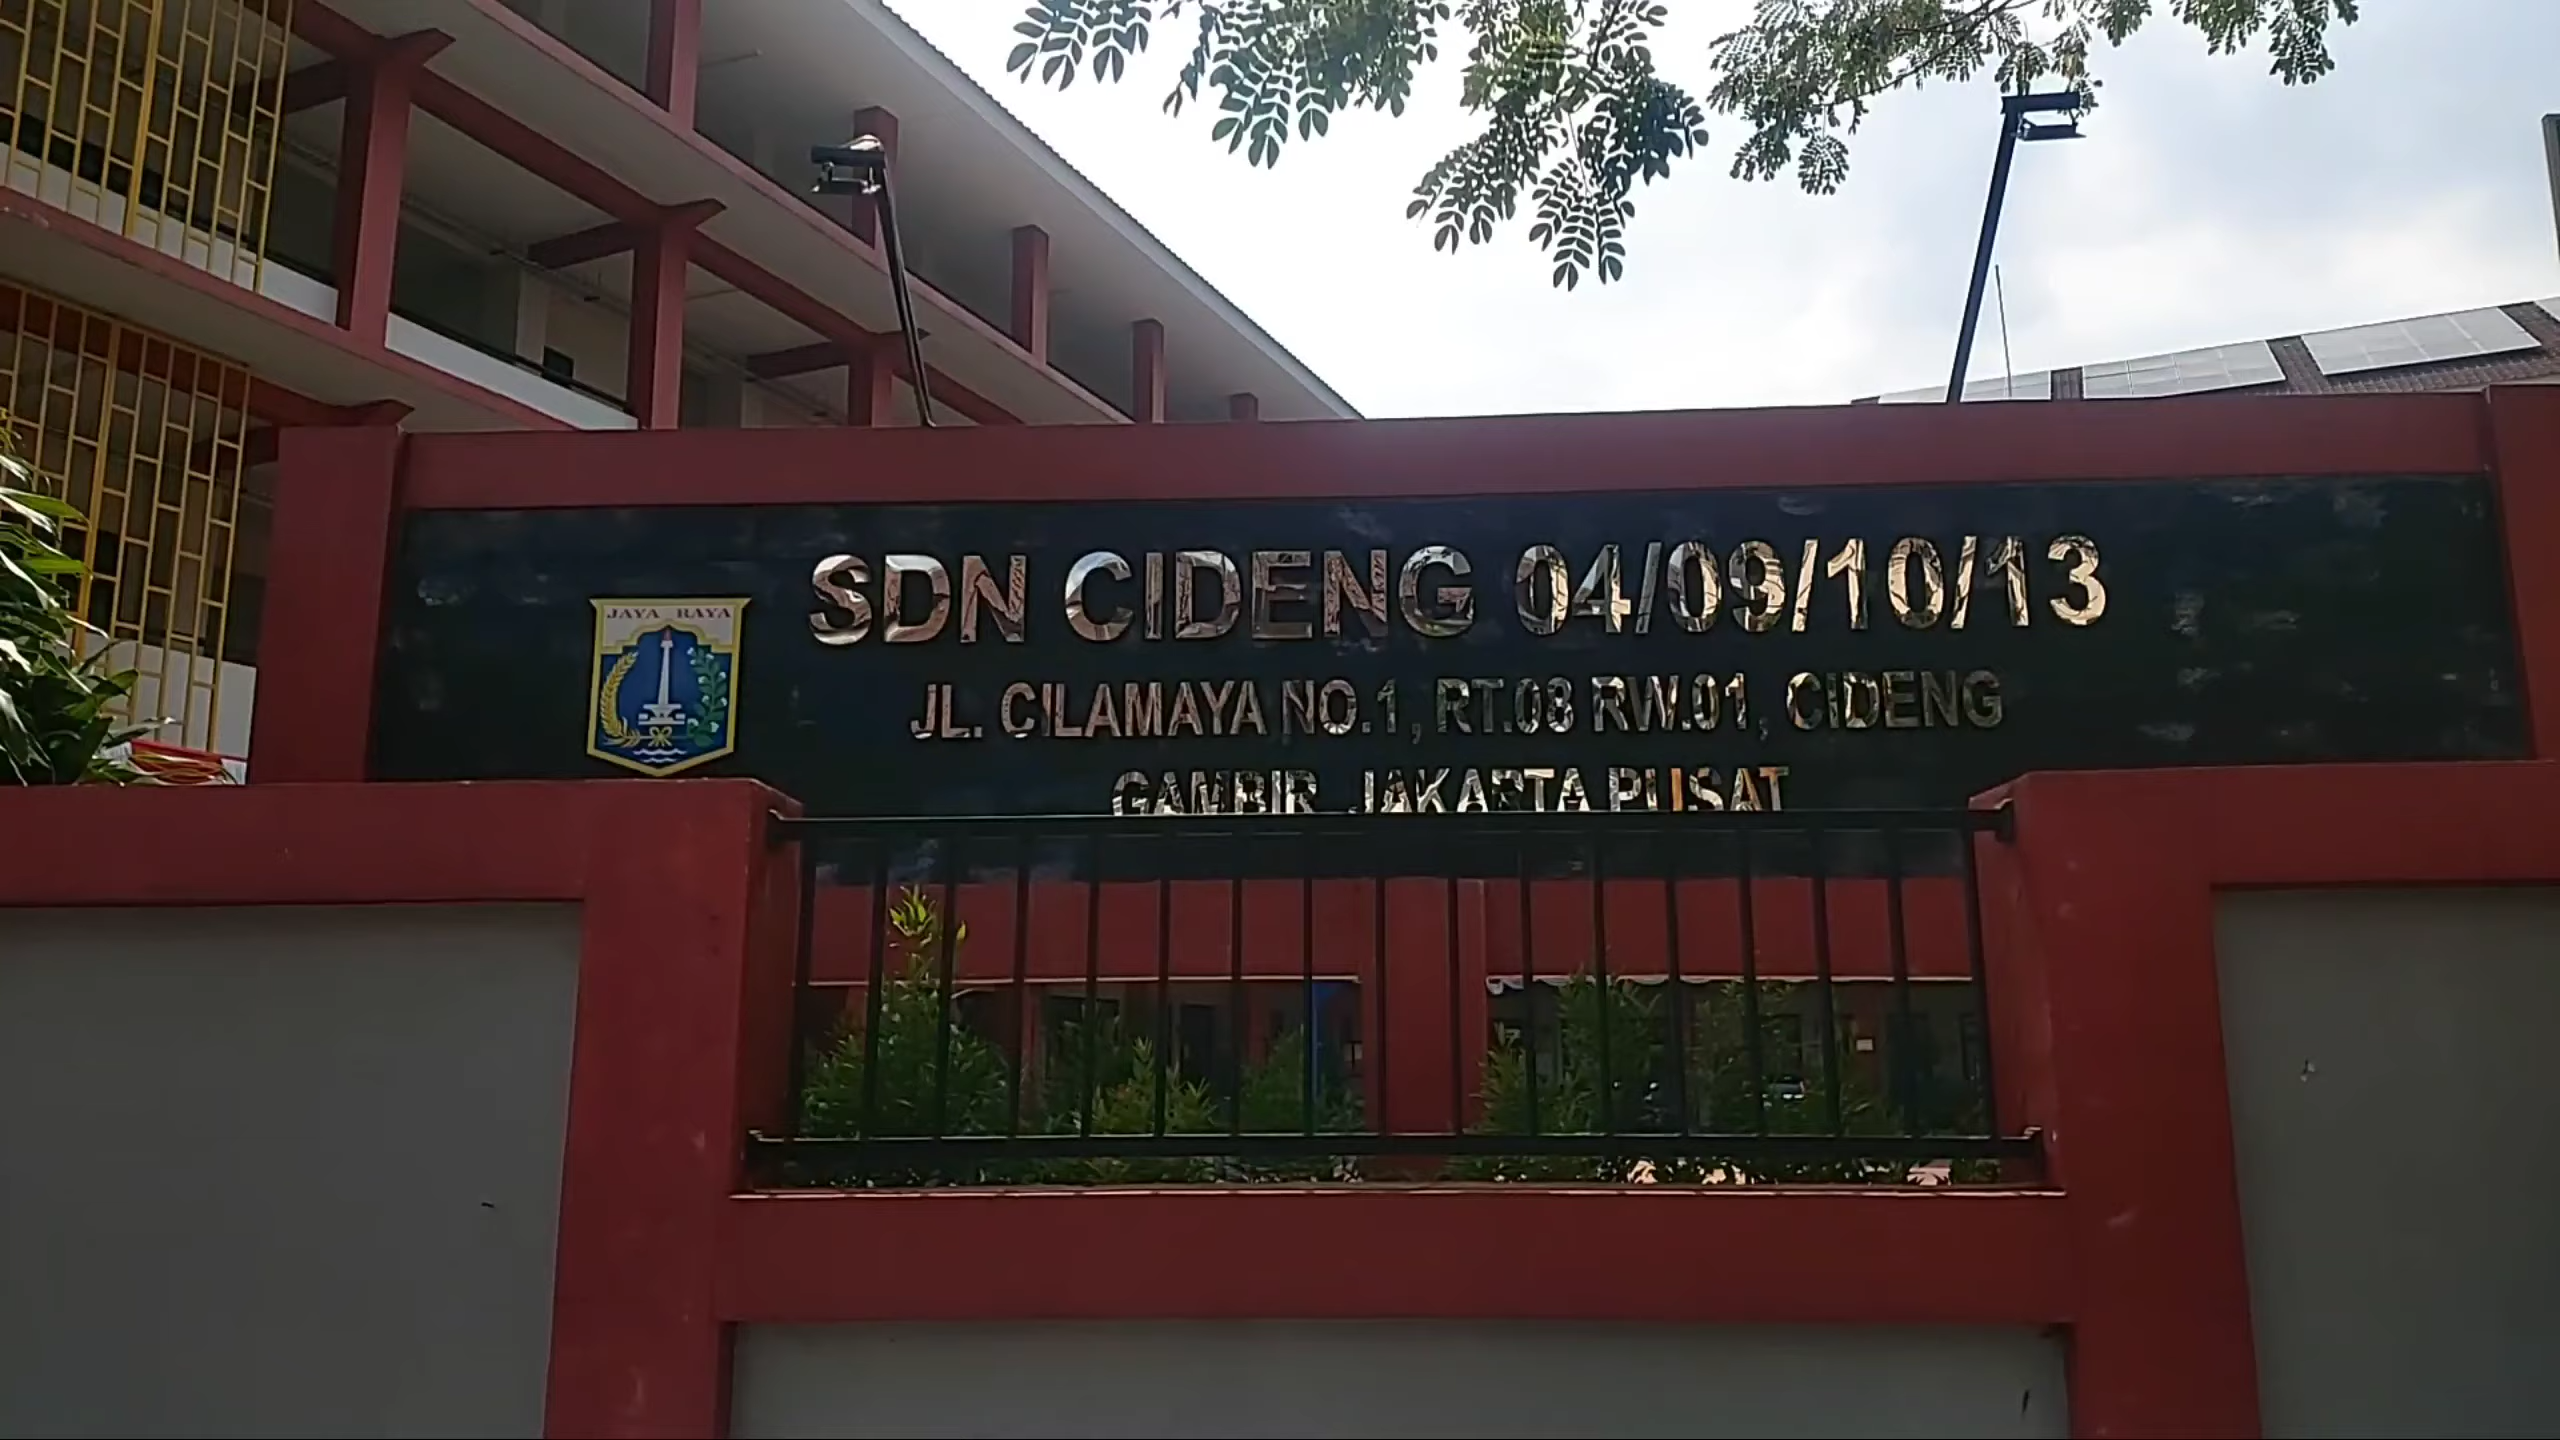 SDN CIDENG 04/09/10/13
JAYA RAYA
JL. CILAMAYA NO.1, RT.08 RW.01, CIDENG
GAMBIR, JAKARTA PUSAT